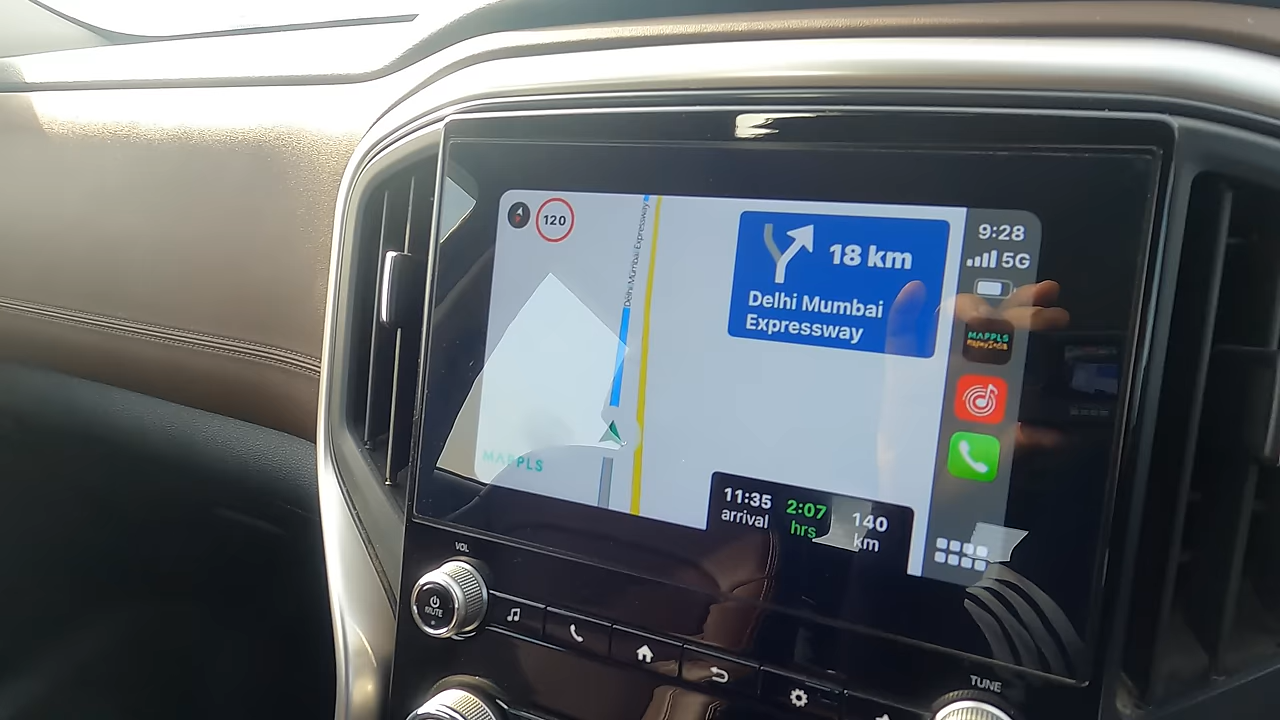 120
Delhi Mumbai Expressway
18 km
Delhi Mumbai
Expressway
9:28
5G
MAPPLS
MapmyIndia
MAPPLS
11:35
arrival
2:07
hrs
140
km
VOL
MUTE
TUNE